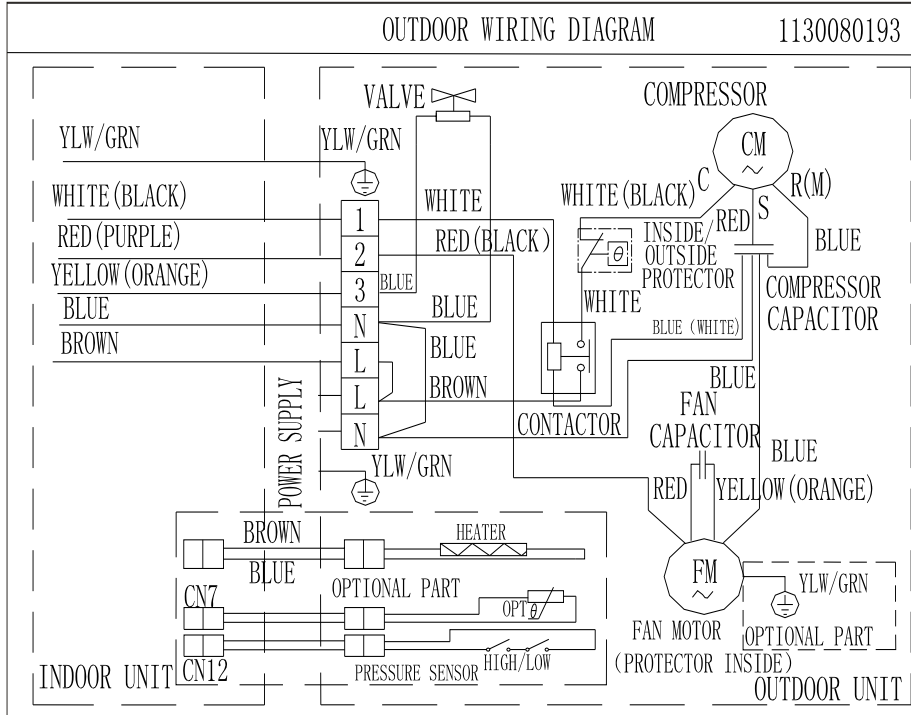 OUTDOOR WIRING DIAGRAM 1130080193
VALVE
COMPRESSOR
YLW/GRN
YLW/GRN
CM
WHITE(BLACK)
WHITE
WHITE(BLACK)
C
R(M)
S
RED
1
RED(PURPLE)
RED(BLACK)
INSIDE/
OUTSIDE
PROTECTOR
θ
BLUE
2
YELLOW(ORANGE)
3
BLUE
WHITE
COMPRESSOR
CAPACITOR
BLUE
N
BLUE
BLUE (WHITE)
BROWN
L
BLUE
BLUE
L
BROWN
FAN
CAPACITOR
N
CONTACTOR
POWER SUPPLY
YLW/GRN
BLUE
RED
YELLOW(ORANGE)
BROWN
HEATER
BLUE
FM
YLW/GRN
CN7
OPTIONAL PART
OPT
θ
FAN MOTOR
OPTIONAL PART
CN12
PRESSURE SENSOR
HIGH/LOW
(PROTECTOR INSIDE)
INDOOR UNIT
OUTDOOR UNIT